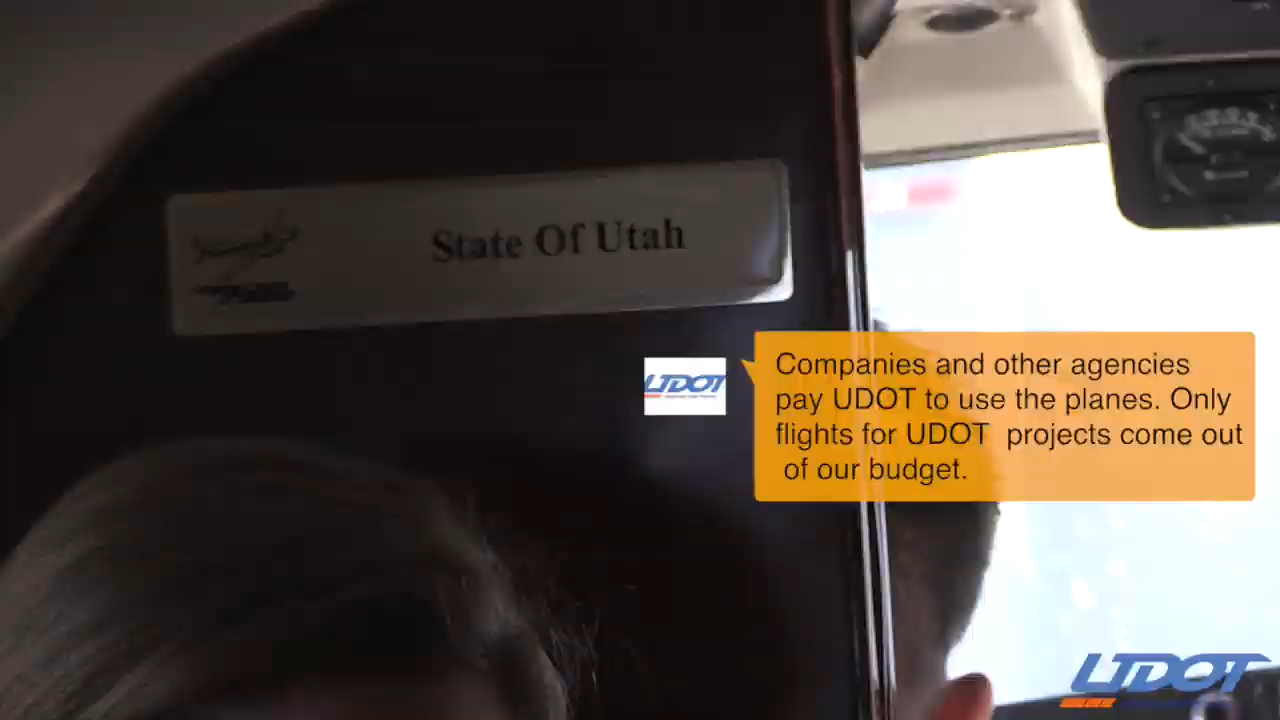 State Of Utah
UDOT
Companies and other agencies
pay UDOT to use the planes. Only
flights for UDOT projects come out
of our budget.
UDOT